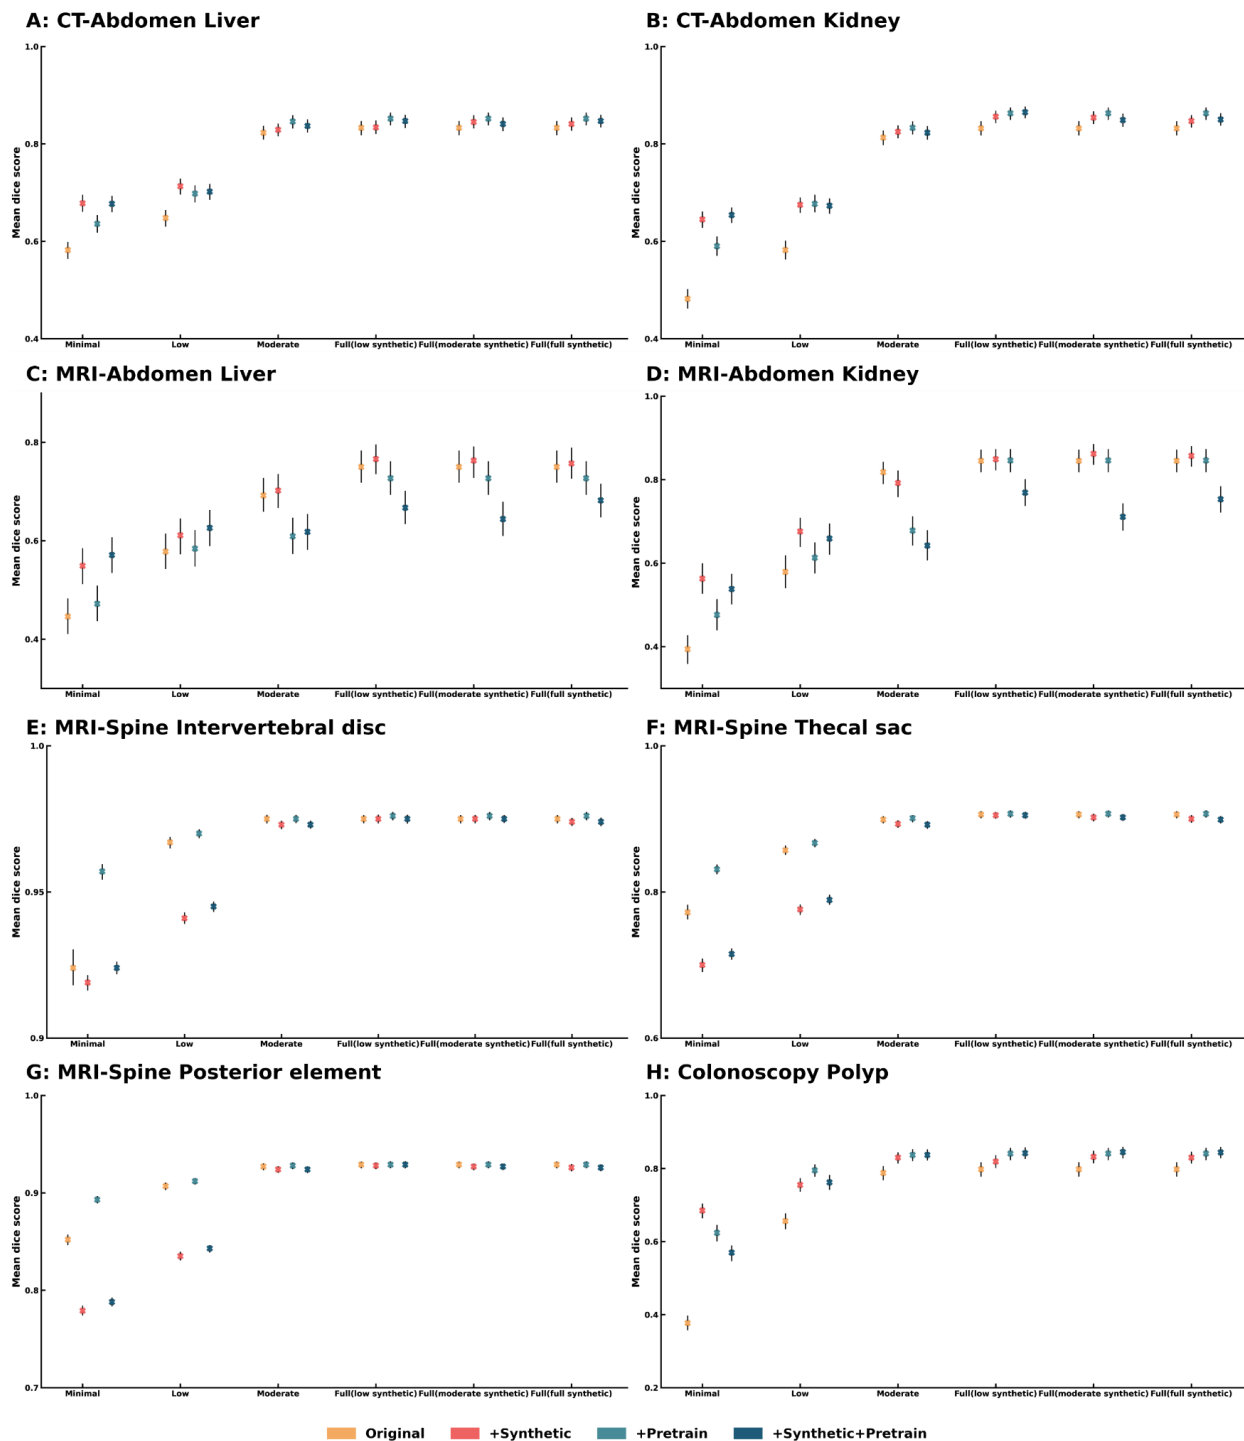 A: CT-Abdomen Liver
B: CT-Abdomen Kidney
1.0
0.8
0.6
0.4
Mean dice score
Minimal Low Moderate Full(low synthetic) Full(moderate synthetic) Full(full synthetic)
1.0
0.8
0.6
0.4
Mean dice score
Minimal Low Moderate Full(low synthetic) Full(moderate synthetic) Full(full synthetic)
C: MRI-Abdomen Liver
D: MRI-Abdomen Kidney
0.8
0.6
0.4
Mean dice score
Minimal Low Moderate Full(low synthetic) Full(moderate synthetic) Full(full synthetic)
1.0
0.8
0.6
0.4
Mean dice score
Minimal Low Moderate Full(low synthetic) Full(moderate synthetic) Full(full synthetic)
E: MRI-Spine Intervertebral disc
F: MRI-Spine Thecal sac
1.0
0.95
0.9
Mean dice score
Minimal Low Moderate Full(low synthetic) Full(moderate synthetic) Full(full synthetic)
1.0
0.8
0.6
Mean dice score
Minimal Low Moderate Full(low synthetic) Full(moderate synthetic) Full(full synthetic)
G: MRI-Spine Posterior element
H: Colonoscopy Polyp
1.0
0.9
0.8
0.7
Mean dice score
Minimal Low Moderate Full(low synthetic) Full(moderate synthetic) Full(full synthetic)
1.0
0.8
0.6
0.4
0.2
Mean dice score
Minimal Low Moderate Full(low synthetic) Full(moderate synthetic) Full(full synthetic)
Original +Synthetic +Pretrain +Synthetic+Pretrain